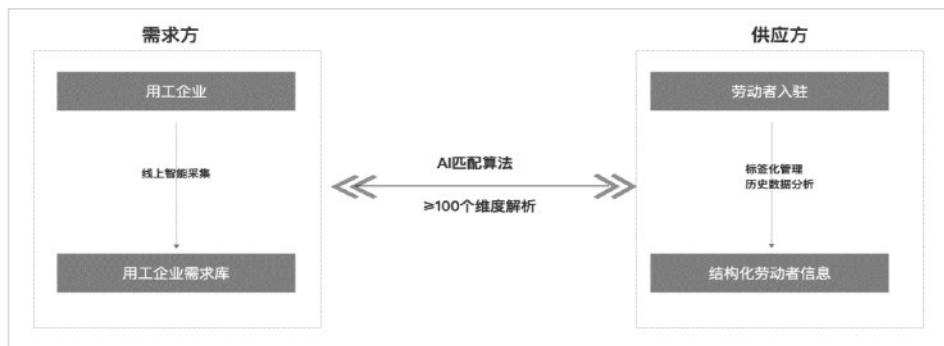 需求方
用工企业
线上智能采集
用工企业需求库
AI匹配算法
≥100个维度解析
供应方
劳动者入驻
标签化管理
历史数据分析
结构化劳动者信息